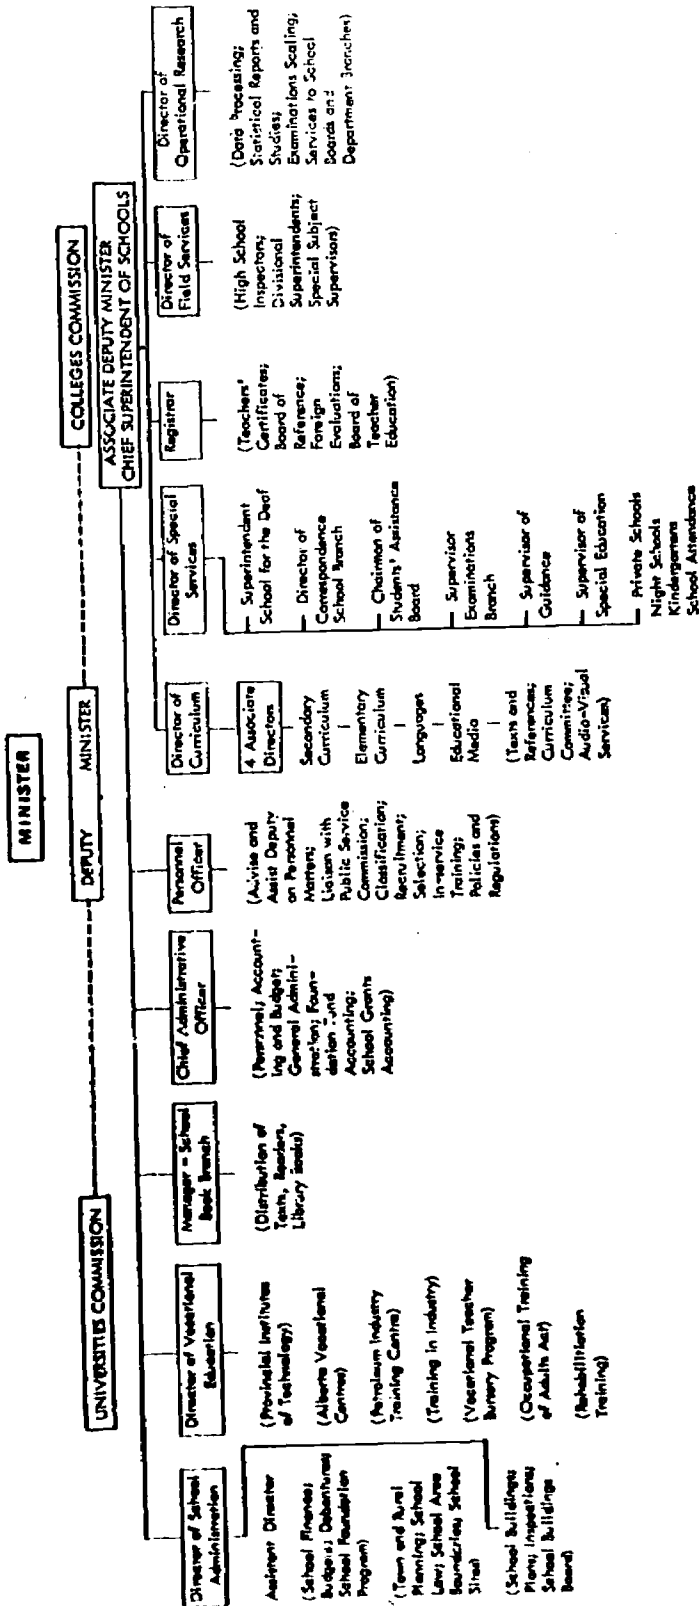 MINISTER
UNIVERSITIES COMMISSION
DEPUTY MINISTER
COLLEGES COMMISSION
ASSOCIATE DEPUTY MINISTER
CHIEF SUPERINTENDENT OF SCHOOLS
Director of School
Administration
Assistant Director
(School Finance;
Budgets; Debentures;
School Foundation
Program)
(Town and Rural
Planning; School
Law; School Area
Boundaries; School
Sites)
(School Buildings;
Plans; Inspections;
School Buildings
Board)
Director of Vocational
Education
(Provincial Institutes
of Technology)
(Alberta Vocational
Centres)
(Petroleum Industry
Training Centre)
(Training in Industry)
(Vocational Teacher
Bursary Program)
(Occupational Training
of Adults Act)
(Rehabilitation
Training)
Manager - School
Book Branch
(Distribution of
Texts, Readers,
Library Books)
Chief Administrative
Officer
(Personnel; Account-
ing and Budget;
General Admini-
stration; Foun-
dation Fund
Accounting;
School Grants
Accounting)
Personnel
Officer
(Advise and
Assist Deputy
on Personnel
Matters;
Liaison with
Public Service
Commission;
Classification;
Recruitment;
Selection;
In-service
Training;
Policies and
Regulations)
Director of
Curriculum
4 Associate
Directors
Secondary
Curriculum
Elementary
Curriculum
Languages
Educational
Media
(Texts and
References;
Curriculum
Committee;
Audio-Visual
Services)
Director of Special
Services
Superintendent
School for the Deaf
Director of
Correspondence
School Branch
Chairman of
Students' Assistance
Board
Supervisor
Examinations
Branch
Supervisor of
Guidance
Supervisor of
Special Education
Private Schools
Night Schools
Kindergartens
School Attendance
Registrar
(Teachers'
Certificates;
Board of
Reference;
Foreign
Evaluations;
Board of
Teacher
Education)
Director of
Field Services
(High School
Inspectors;
Divisional
Superintendents;
Special Subject
Supervisors)
Director of
Operational Research
(Data Processing;
Statistical Reports and
Studies;
Examinations Scaling;
Services to School
Boards and
Department Branches)